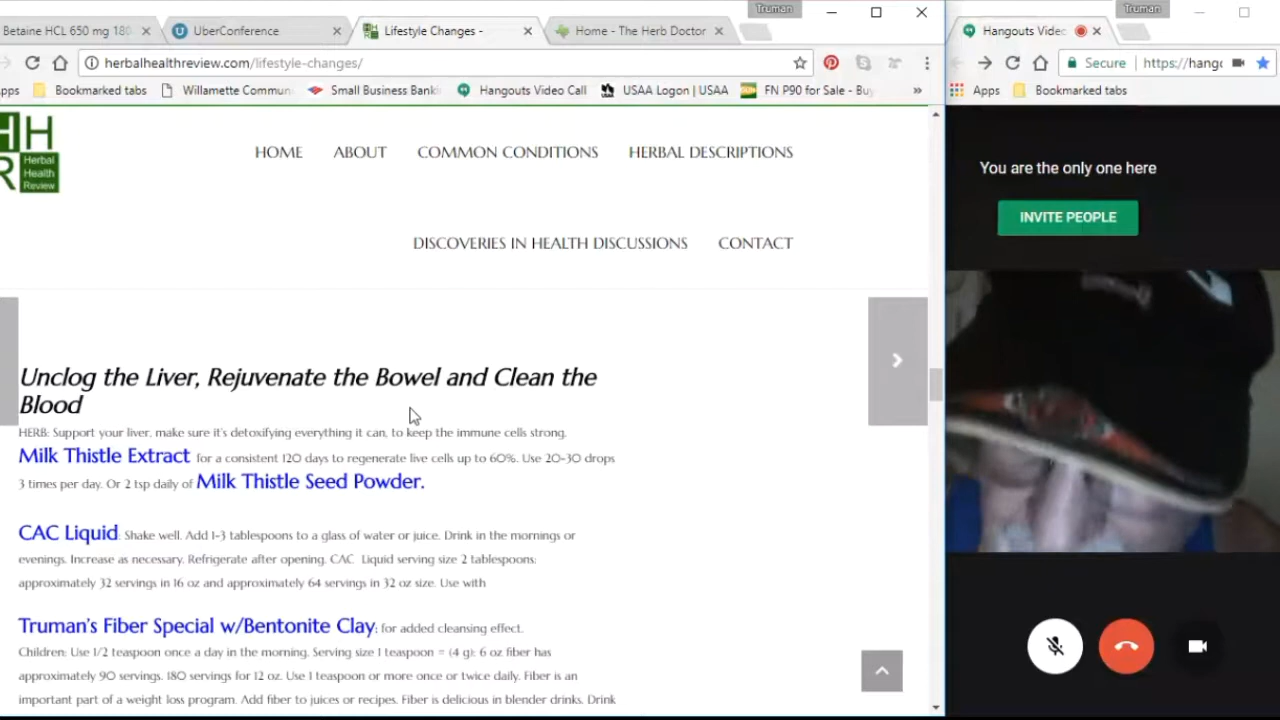 Truman
Truman
Betaine HCL 650 mg 180
UberConference
Lifestyle Changes -
Home - The Herb Doctor
Hangouts Videc
herbalhealthreview.com/lifestyle-changes/
Secure
https://hango
pps
Bookmarked tabs
Willamette Commun
Small Business Banki
Hangouts Video Call
USAA Logon | USAA
FN P90 for Sale - Buy
»
Apps
Bookmarked tabs
H H
R
Herbal
Health
Review
HOME
ABOUT
COMMON CONDITIONS
HERBAL DESCRIPTIONS
DISCOVERIES IN HEALTH DISCUSSIONS
CONTACT
You are the only one here
INVITE PEOPLE
Unclog the Liver, Rejuvenate the Bowel and Clean the
Blood
HERB: Support your liver, make sure it's detoxifying everything it can, to keep the immune cells strong.
Milk Thistle Extract for a consistent 120 days to regenerate live cells up to 60%. Use 20-30 drops
3 times per day. Or 2 tsp daily of Milk Thistle Seed Powder.
CAC Liquid: Shake well. Add 1-3 tablespoons to a glass of water or juice. Drink in the mornings or
evenings. Increase as necessary. Refrigerate after opening. CAC Liquid serving size 2 tablespoons:
approximately 32 servings in 16 oz and approximately 64 servings in 32 oz size. Use with
Truman's Fiber Special w/Bentonite Clay: for added cleansing effect.
Children: Use 1/2 teaspoon once a day in the morning. Serving size 1 teaspoon = (4 g): 6 oz fiber has
approximately 90 servings. 180 servings for 12 oz. Use 1 teaspoon or more once or twice daily. Fiber is an
important part of a weight loss program. Add fiber to juices or recipes. Fiber is delicious in blender drinks. Drink